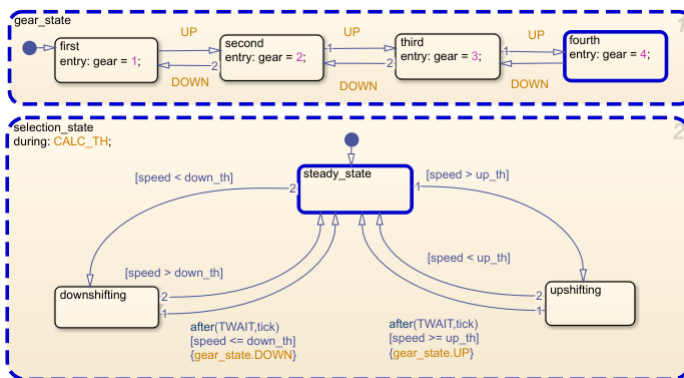 gear_state
1
UP
UP
UP
first
entry: gear = 1;
second
entry: gear = 2;
1
2
third
entry: gear = 3;
1
2
fourth
entry: gear = 4;
DOWN
DOWN
DOWN
selection_state
during: CALC_TH;
2
steady_state
[speed < down_th]
2
1
[speed > up_th]
[speed > down_th]
[speed < up_th]
downshifting
2
1
upshifting
2
1
after(TWAIT,tick)
[speed <= down_th]
{gear_state.DOWN}
after(TWAIT,tick)
[speed >= up_th]
{gear_state.UP}